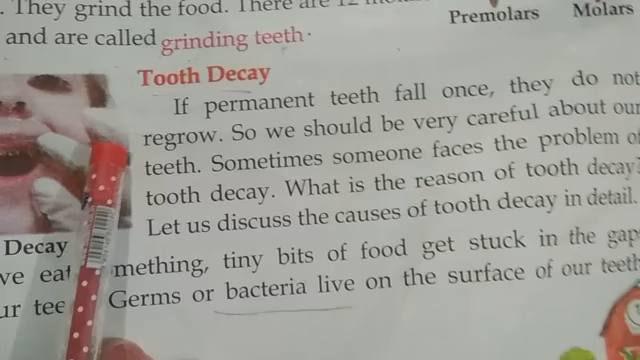 . They grind the food. There are 12
and are called grinding teeth.
Premolars Molars
Tooth Decay
If permanent teeth fall once, they do not
regrow. So we should be very careful about our
teeth. Sometimes someone faces the problem of
tooth decay. What is the reason of tooth decay?
Let us discuss the causes of tooth decay in detail.
Decay
ve eat mething, tiny bits of food get stuck in the gap
ur tee Germs or bacteria live on the surface of our teeth